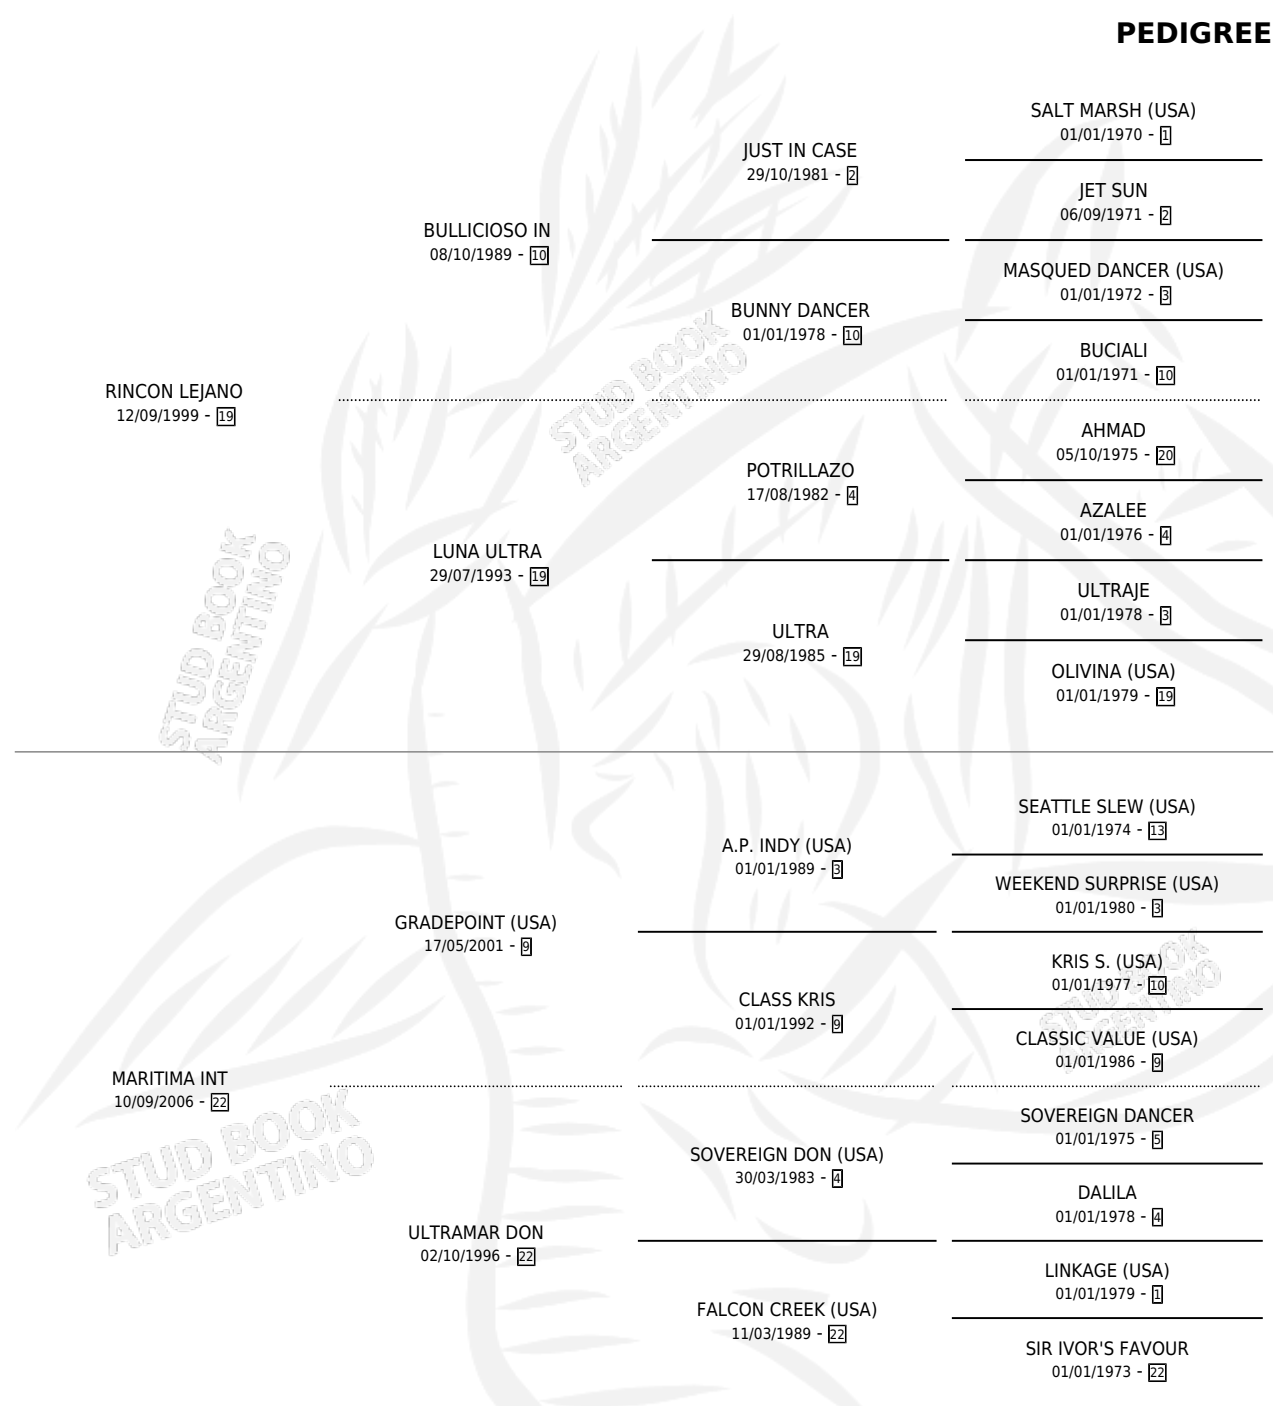 PEDIGREE
SALT MARSH (USA)
01/01/1970 - 1
JUST IN CASE
29/10/1981 - 2
JET SUN
06/09/1971 - 2
BULLICIOSO IN
08/10/1989 - 10
MASQUED DANCER (USA)
01/01/1972 - 3
BUNNY DANCER
01/01/1978 - 10
BUCIALI
01/01/1971 - 10
RINCON LEJANO
12/09/1999 - 19
AHMAD
05/10/1975 - 20
POTRILLAZO
17/08/1982 - 4
AZALEE
01/01/1976 - 4
LUNA ULTRA
29/07/1993 - 19
ULTRAJE
01/01/1978 - 3
ULTRA
29/08/1985 - 19
OLIVINA (USA)
01/01/1979 - 19
SEATTLE SLEW (USA)
01/01/1974 - 13
A.P. INDY (USA)
01/01/1989 - 3
WEEKEND SURPRISE (USA)
01/01/1980 - 3
GRADEPOINT (USA)
17/05/2001 - 9
KRIS S. (USA)
01/01/1977 - 10
CLASS KRIS
01/01/1992 - 9
CLASSIC VALUE (USA)
01/01/1986 - 9
MARITIMA INT
10/09/2006 - 22
SOVEREIGN DANCER
01/01/1975 - 5
SOVEREIGN DON (USA)
30/03/1983 - 4
DALILA
01/01/1978 - 4
ULTRAMAR DON
02/10/1996 - 22
LINKAGE (USA)
01/01/1979 - 1
FALCON CREEK (USA)
11/03/1989 - 22
SIR IVOR'S FAVOUR
01/01/1973 - 22
STUD BOOK
ARGENTINO
STUD BOOK
ARGENTINO
STUD BOOK
ARGENTINO
STUD BOOK
ARGENTINO